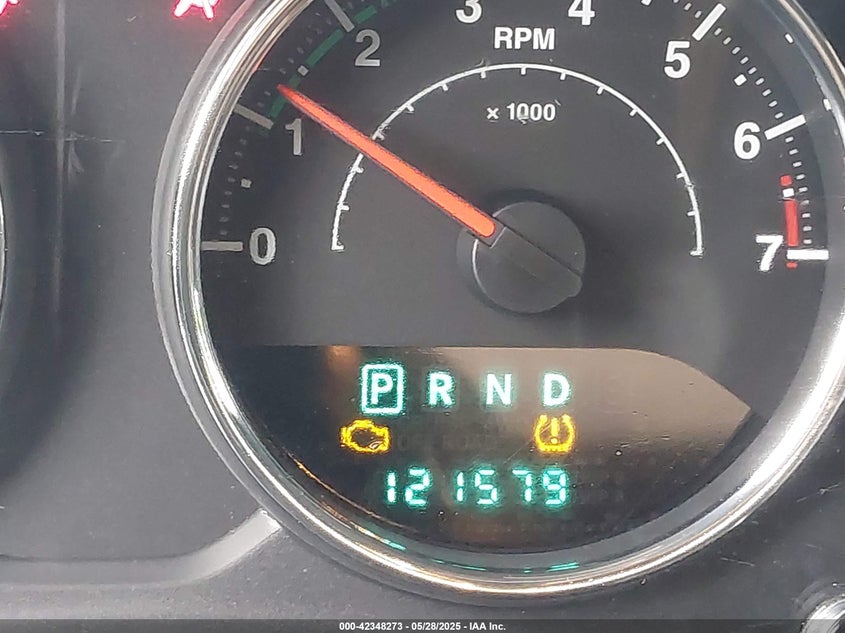 0 1 2 3 4 5 6 7
RPM
x 1000
P R N D
121579
000-42348273 - 05/28/2025 - IAA Inc.